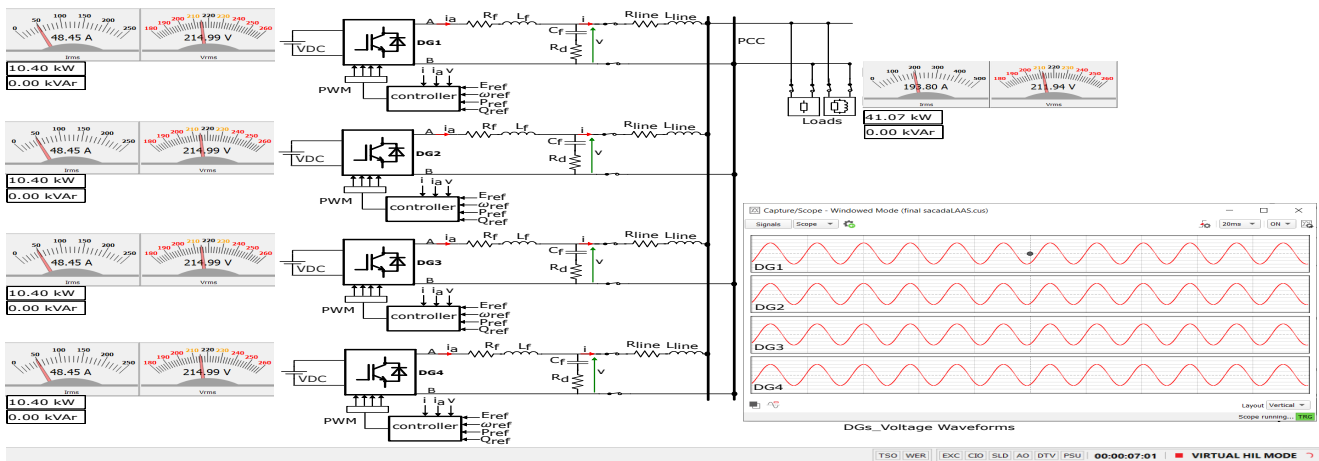 0 50 100 150 200 250
48.45 A
Irms
180 190 200 210 220 230 240 250 260
214.99 V
Vrms
10.40 kW
0.00 kVAr
VDC
DG1
A ia Rf Lf i Rline Lline
Cf
Rd
v
B
PWM
i ia v
controller
Eref
ωref
Pref
Qref
PCC
Loads
0 100 200 300 400 500
193.80 A
Irms
180 190 200 210 220 230 240 250 260
211.94 V
Vrms
41.07 kW
0.00 kVAr
0 50 100 150 200 250
48.45 A
Irms
180 190 200 210 220 230 240 250 260
214.99 V
Vrms
10.40 kW
0.00 kVAr
VDC
DG2
A ia Rf Lf i Rline Lline
Cf
Rd
v
B
PWM
i ia v
controller
Eref
ωref
Pref
Qref
0 50 100 150 200 250
48.45 A
Irms
180 190 200 210 220 230 240 250 260
214.99 V
Vrms
10.40 kW
0.00 kVAr
VDC
DG3
A ia Rf Lf i Rline Lline
Cf
Rd
v
B
PWM
i ia v
controller
Eref
ωref
Pref
Qref
0 50 100 150 200 250
48.45 A
Irms
180 190 200 210 220 230 240 250 260
214.99 V
Vrms
10.40 kW
0.00 kVAr
VDC
DG4
A ia Rf Lf i Rline Lline
Cf
Rd
v
B
PWM
i ia v
controller
Eref
ωref
Pref
Qref
Capture/Scope - Windowed Mode (final sacadaLAAS.cus)
Signals Scope 20ms ON
DG1
DG2
DG3
DG4
Layout Vertical
Scope running... TRG
DGs_Voltage Waveforms
TSO WER EXC CIO SLD AO DTV PSU 00:00:07:01 VIRTUAL HIL MODE